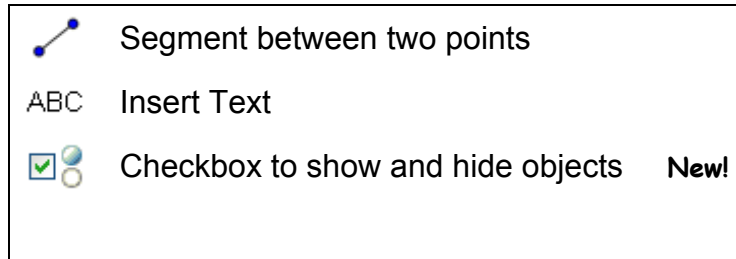 Segment between two points
ABC Insert Text
Checkbox to show and hide objects New!